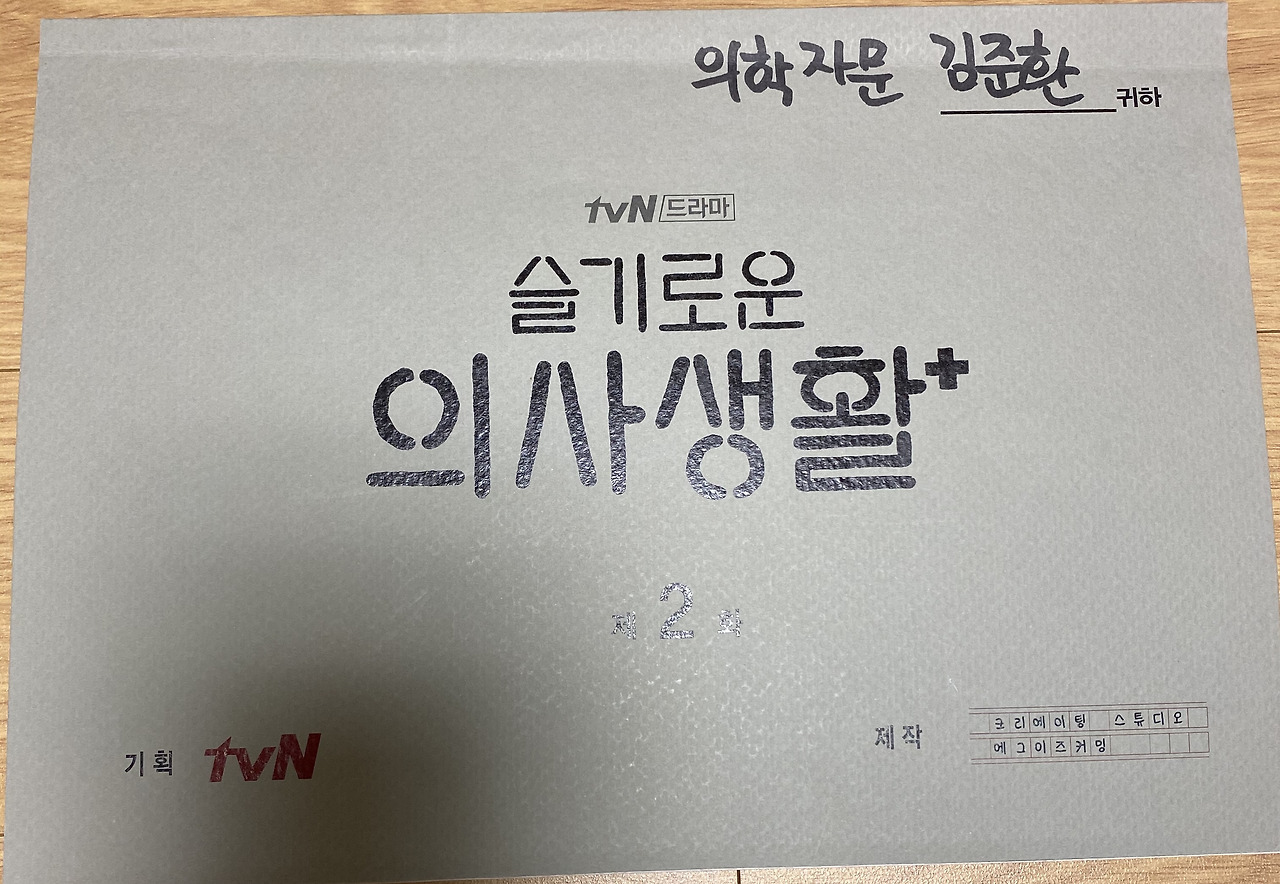 의학 자문 김준환 귀하
tvN 드라마
슬기로운
의사생활+
제 2 화
기획 tvN
제작 크리에이팅 스튜디오
에그이즈커밍